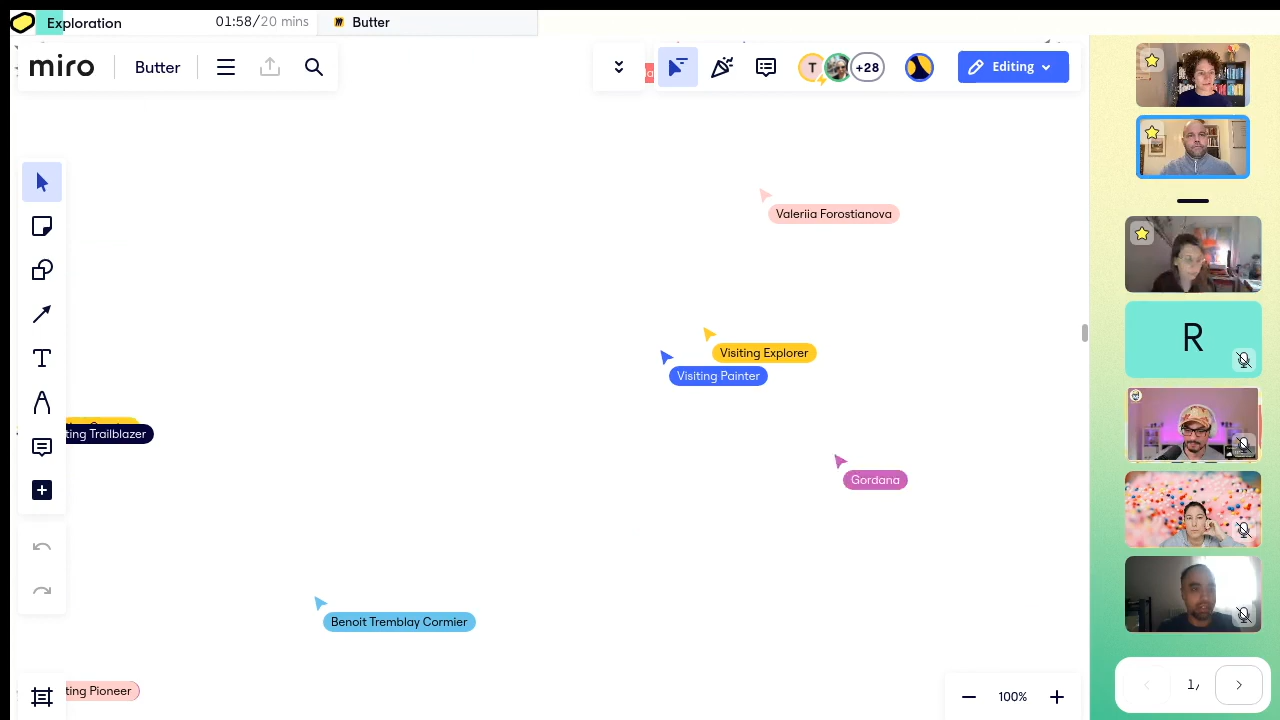 Exploration
01:58/20 mins
Butter
miro
Butter
T
+28
Editing
Valeriia Forostianova
Visiting Explorer
Visiting Painter
ting Trailblazer
Gordana
Benoit Tremblay Cormier
ting Pioneer
100%
R
1/